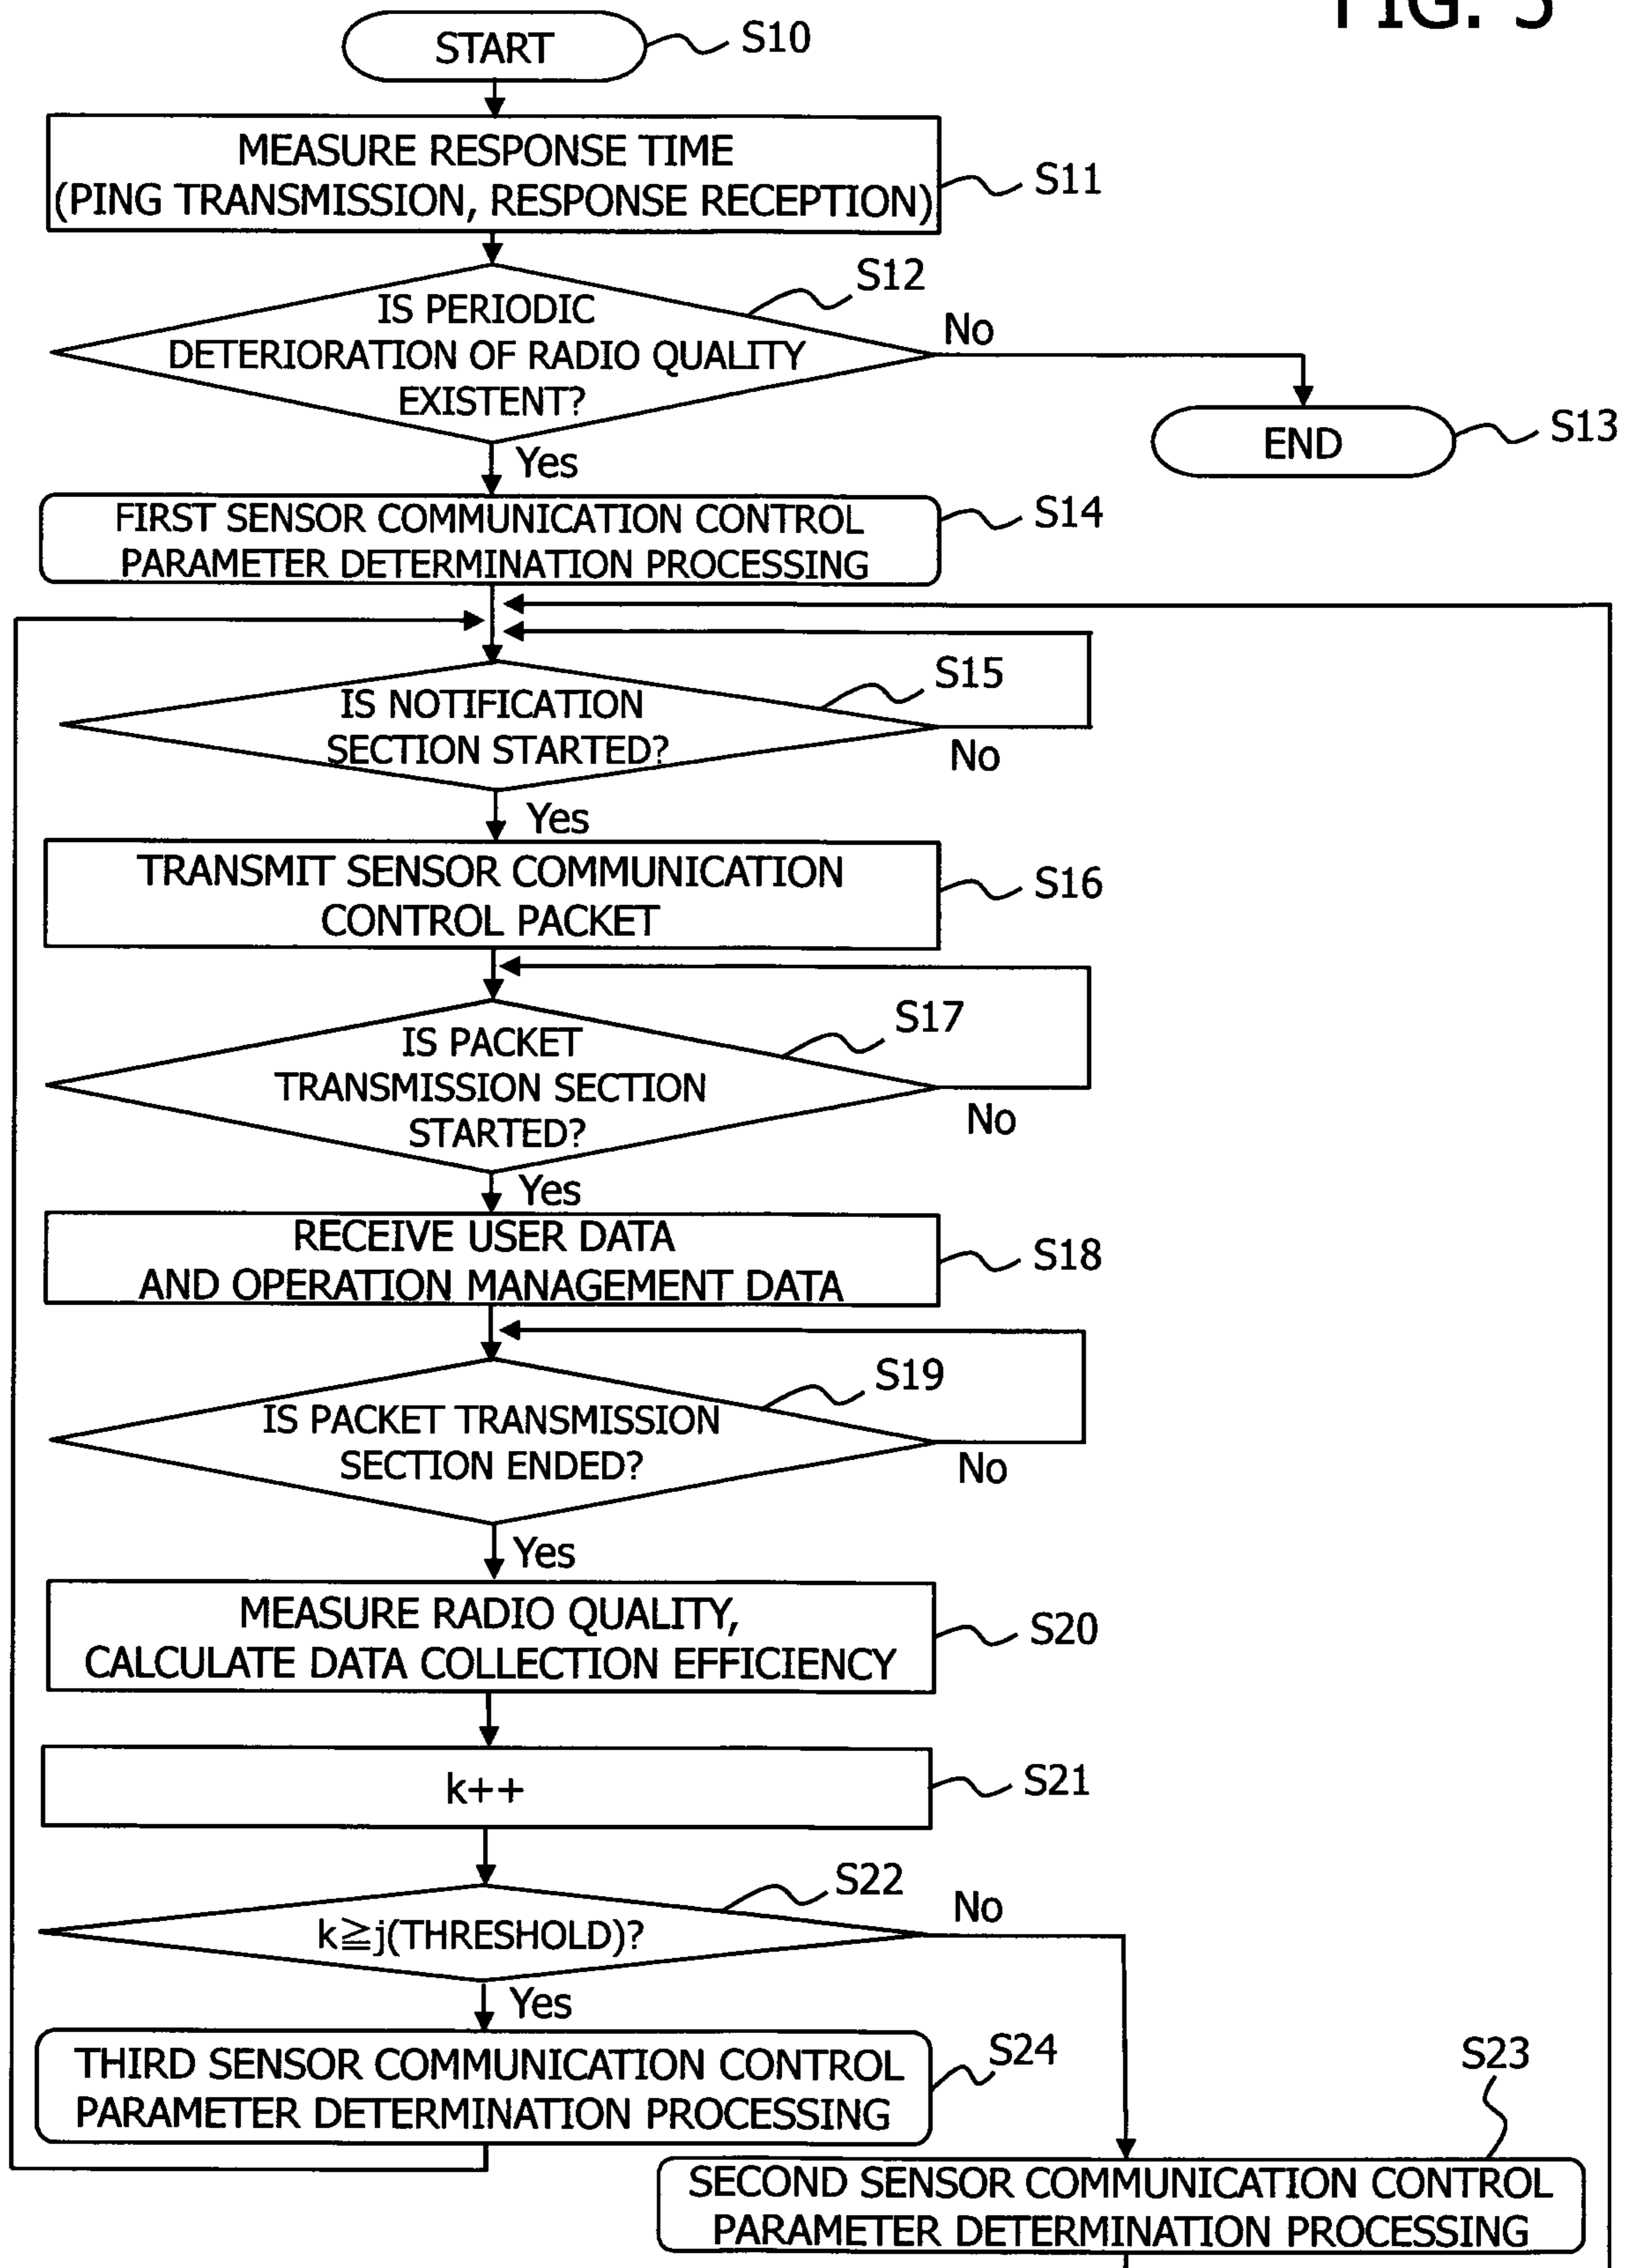 FIG. 5
START
S10
MEASURE RESPONSE TIME
(PING TRANSMISSION, RESPONSE RECEPTION)
S11
S12
IS PERIODIC
DETERIORATION OF RADIO QUALITY
EXISTENT?
No
END
S13
Yes
FIRST SENSOR COMMUNICATION CONTROL
PARAMETER DETERMINATION PROCESSING
S14
S15
IS NOTIFICATION
SECTION STARTED?
No
Yes
TRANSMIT SENSOR COMMUNICATION
CONTROL PACKET
S16
S17
IS PACKET
TRANSMISSION SECTION
STARTED?
No
Yes
RECEIVE USER DATA
AND OPERATION MANAGEMENT DATA
S18
S19
IS PACKET TRANSMISSION
SECTION ENDED?
No
Yes
MEASURE RADIO QUALITY,
CALCULATE DATA COLLECTION EFFICIENCY
S20
k++
S21
S22
k≧j(THRESHOLD)?
No
Yes
THIRD SENSOR COMMUNICATION CONTROL
PARAMETER DETERMINATION PROCESSING
S24
S23
SECOND SENSOR COMMUNICATION CONTROL
PARAMETER DETERMINATION PROCESSING